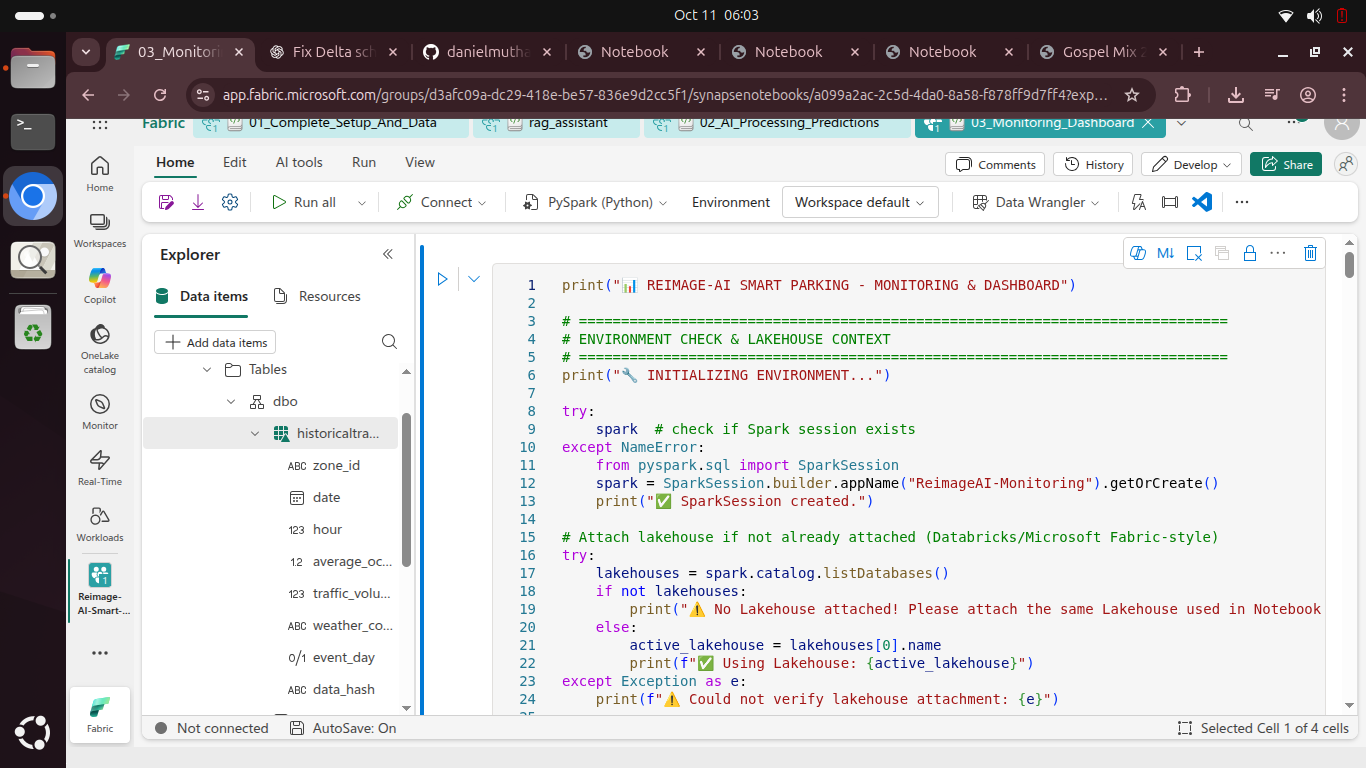 Oct 11 06:03
03_Monitori
Fix Delta sch
danielmutha
Notebook
Notebook
Notebook
Gospel Mix 2
app.fabric.microsoft.com/groups/d3afc09a-dc29-418e-be57-836e9d2cc5f1/synapsenotebooks/a099a2ac-2c5d-4da0-8a58-f878ff9d7ff4?exp...
Fabric
01_Complete_Setup_And_Data
rag_assistant
02_AI_Processing_Predictions
03_Monitoring_Dashboard
Home
Edit
AI tools
Run
View
Comments
History
Develop
Share
Run all
Connect
PySpark (Python)
Environment
Workspace default
Data Wrangler
...
Home
Workspaces
Copilot
OneLake
catalog
Monitor
Real-Time
Workloads
Reimage-
AI-Smart-...
Fabric
Explorer
Data items
Resources
Add data items
Tables
dbo
historicaltra...
ABC zone_id
date
123 hour
1.2 average_oc...
123 traffic_volu...
ABC weather_co...
0/1 event_day
ABC data_hash
M↓
1 print("📊 REIMAGE-AI SMART PARKING - MONITORING & DASHBOARD")
2
3 # =============================================================================
4 # ENVIRONMENT CHECK & LAKEHOUSE CONTEXT
5 # =============================================================================
6 print("🔧 INITIALIZING ENVIRONMENT...")
7
8 try:
9     spark  # check if Spark session exists
10 except NameError:
11     from pyspark.sql import SparkSession
12     spark = SparkSession.builder.appName("ReimageAI-Monitoring").getOrCreate()
13     print("✅ SparkSession created.")
14
15 # Attach lakehouse if not already attached (Databricks/Microsoft Fabric-style)
16 try:
17     lakehouses = spark.catalog.listDatabases()
18     if not lakehouses:
19         print("⚠️ No Lakehouse attached! Please attach the same Lakehouse used in Notebook
20     else:
21         active_lakehouse = lakehouses[0].name
22         print(f"✅ Using Lakehouse: {active_lakehouse}")
23 except Exception as e:
24     print(f"⚠️ Could not verify lakehouse attachment: {e}")
Not connected
AutoSave: On
Selected Cell 1 of 4 cells